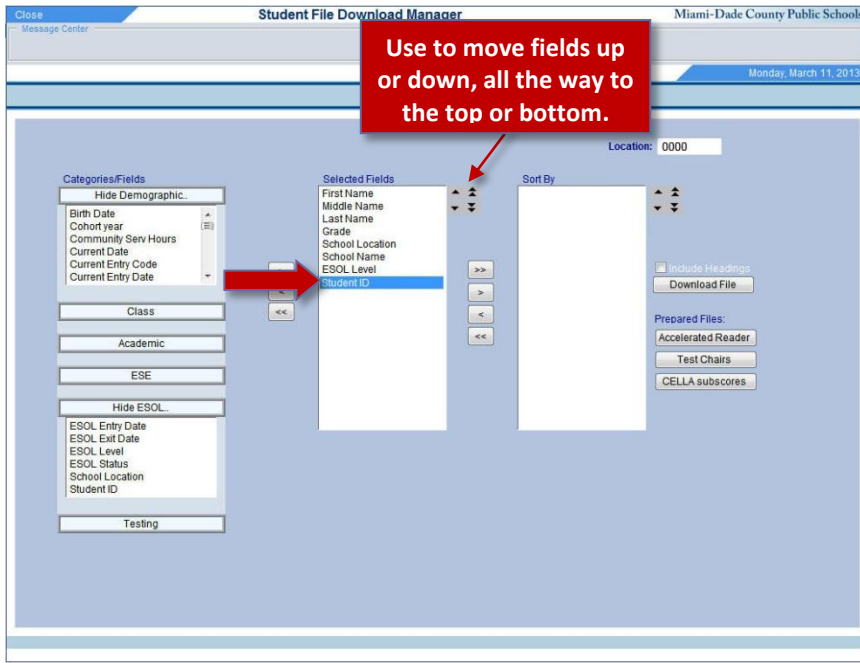 Close
Student File Download Manager
Miami-Dade County Public Schools
Message Center
Use to move fields up
or down, all the way to
the top or bottom.
Monday, March 11, 2013
Location: 0000
Categories/Fields
Hide Demographic..
Birth Date
Cohort year
Community Serv Hours
Current Date
Current Entry Code
Current Entry Date
Class
Academic
ESE
Hide ESOL..
ESOL Entry Date
ESOL Exit Date
ESOL Level
ESOL Status
School Location
Student ID
Testing
<
<<
Selected Fields
First Name
Middle Name
Last Name
Grade
School Location
School Name
ESOL Level
Student ID
>>
>
<
<<
Sort By
Include Headings
Download File
Prepared Files:
Accelerated Reader
Test Chairs
CELLA subscores